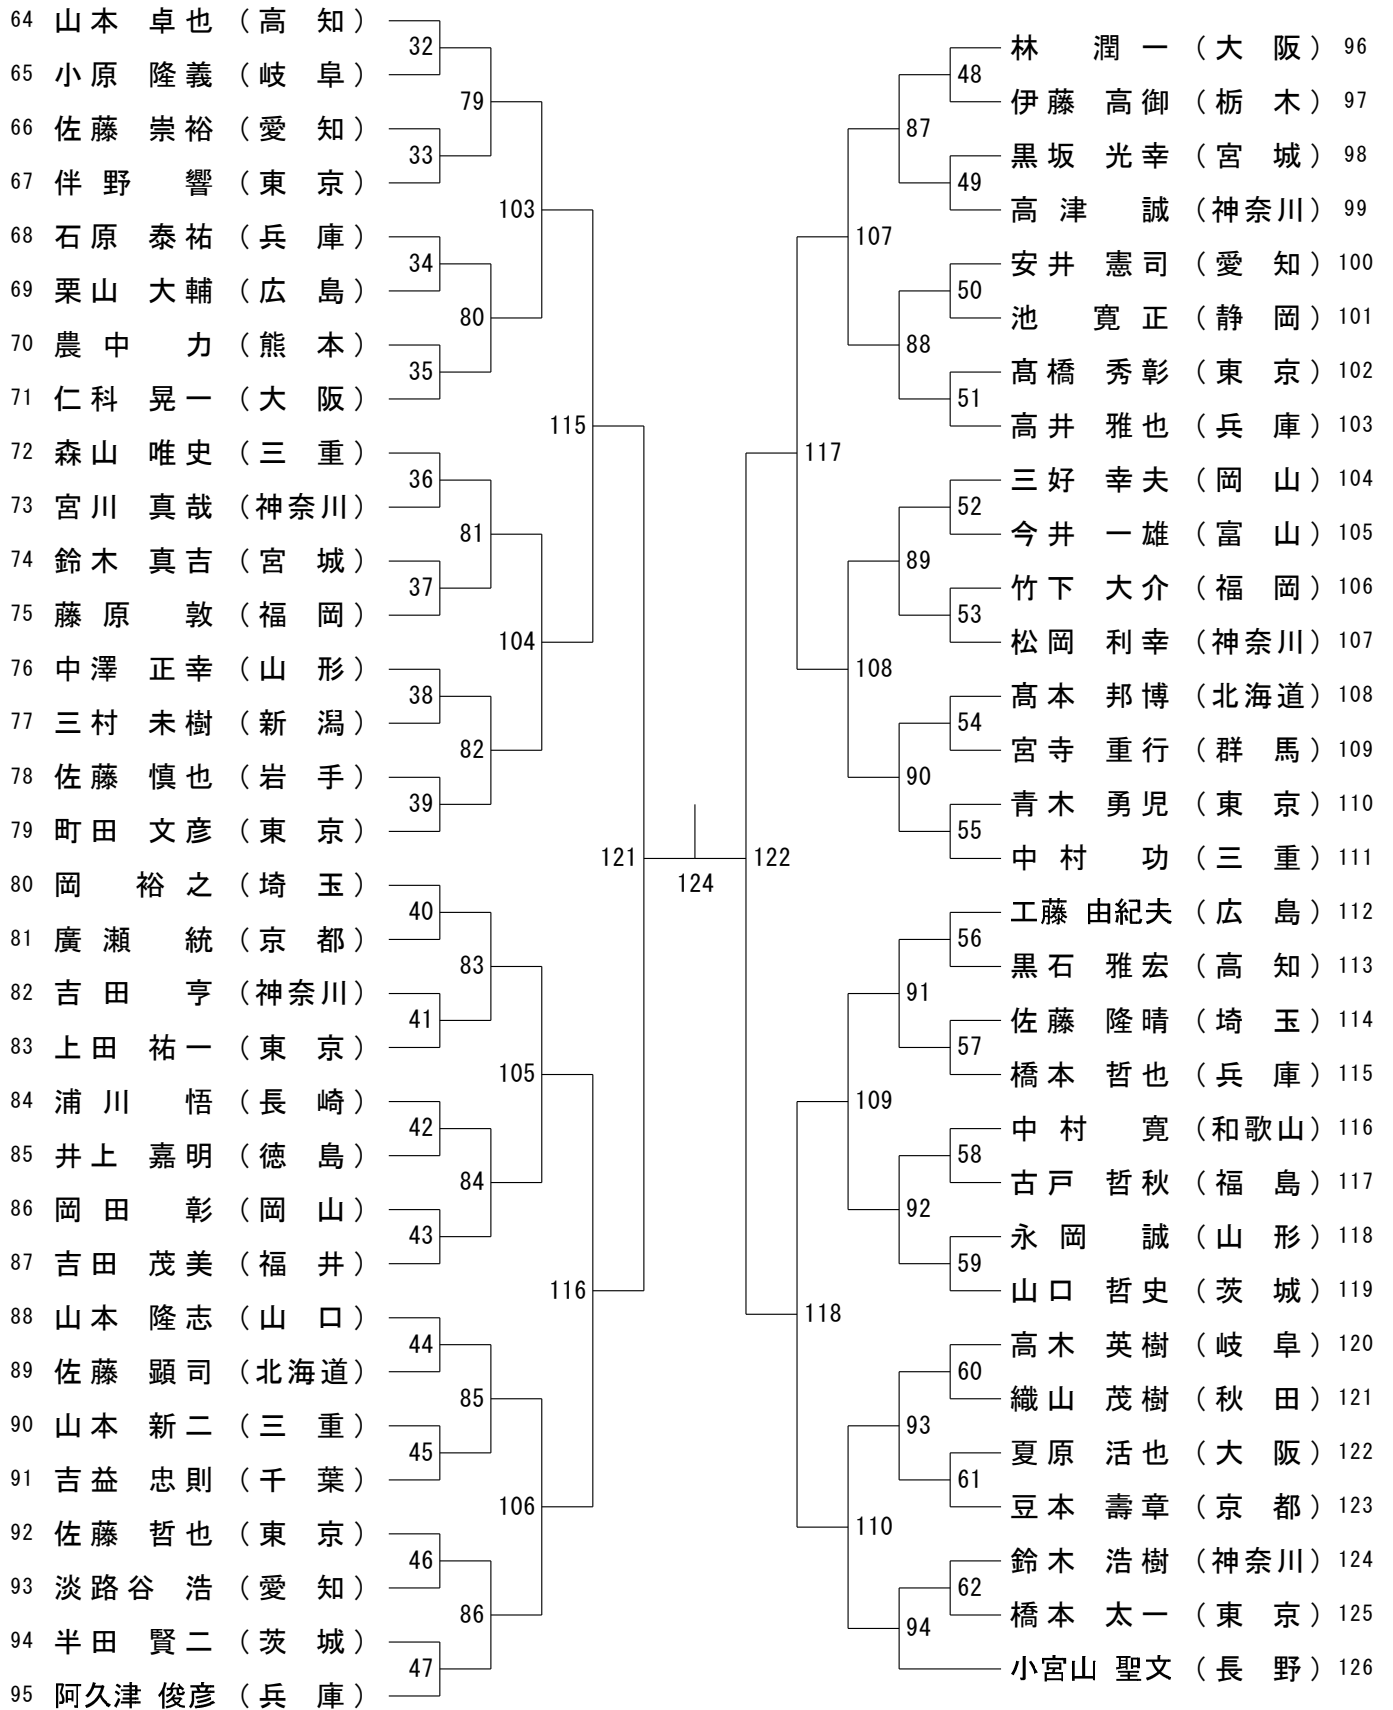 64 山本 卓也 （高 知）
65 小原 隆義 （岐 阜）
66 佐藤 崇裕 （愛 知）
67 伴野 響 （東 京）
68 石原 泰祐 （兵 庫）
69 栗山 大輔 （広 島）
70 農中 力 （熊 本）
71 仁科 晃一 （大 阪）
72 森山 唯史 （三 重）
73 宮川 真哉 （神奈川）
74 鈴木 真吉 （宮 城）
75 藤原 敦 （福 岡）
76 中澤 正幸 （山 形）
77 三村 未樹 （新 潟）
78 佐藤 慎也 （岩 手）
79 町田 文彦 （東 京）
80 岡 裕之 （埼 玉）
81 廣瀬 統 （京 都）
82 吉田 亨 （神奈川）
83 上田 祐一 （東 京）
84 浦川 悟 （長 崎）
85 井上 嘉明 （徳 島）
86 岡田 彰 （岡 山）
87 吉田 茂美 （福 井）
88 山本 隆志 （山 口）
89 佐藤 顕司 （北海道）
90 山本 新二 （三 重）
91 吉益 忠則 （千 葉）
92 佐藤 哲也 （東 京）
93 淡路谷 浩 （愛 知）
94 半田 賢二 （茨 城）
95 阿久津 俊彦 （兵 庫）
32
33
34
35
36
37
38
39
40
41
42
43
44
45
46
47
79
80
81
82
83
84
85
86
103
104
105
106
115
116
121
124
122
117
118
107
108
109
110
87
88
89
90
91
92
93
94
48
49
50
51
52
53
54
55
56
57
58
59
60
61
62
林 潤一 （大 阪） 96
伊藤 高御 （栃 木） 97
黒坂 光幸 （宮 城） 98
高津 誠 （神奈川） 99
安井 憲司 （愛 知） 100
池 寛正 （静 岡） 101
髙橋 秀彰 （東 京） 102
高井 雅也 （兵 庫） 103
三好 幸夫 （岡 山） 104
今井 一雄 （富 山） 105
竹下 大介 （福 岡） 106
松岡 利幸 （神奈川） 107
髙本 邦博 （北海道） 108
宮寺 重行 （群 馬） 109
青木 勇児 （東 京） 110
中村 功 （三 重） 111
工藤 由紀夫 （広 島） 112
黒石 雅宏 （高 知） 113
佐藤 隆晴 （埼 玉） 114
橋本 哲也 （兵 庫） 115
中村 寛 （和歌山） 116
古戸 哲秋 （福 島） 117
永岡 誠 （山 形） 118
山口 哲史 （茨 城） 119
高木 英樹 （岐 阜） 120
織山 茂樹 （秋 田） 121
夏原 活也 （大 阪） 122
豆本 壽章 （京 都） 123
鈴木 浩樹 （神奈川） 124
橋本 太一 （東 京） 125
小宮山 聖文 （長 野） 126